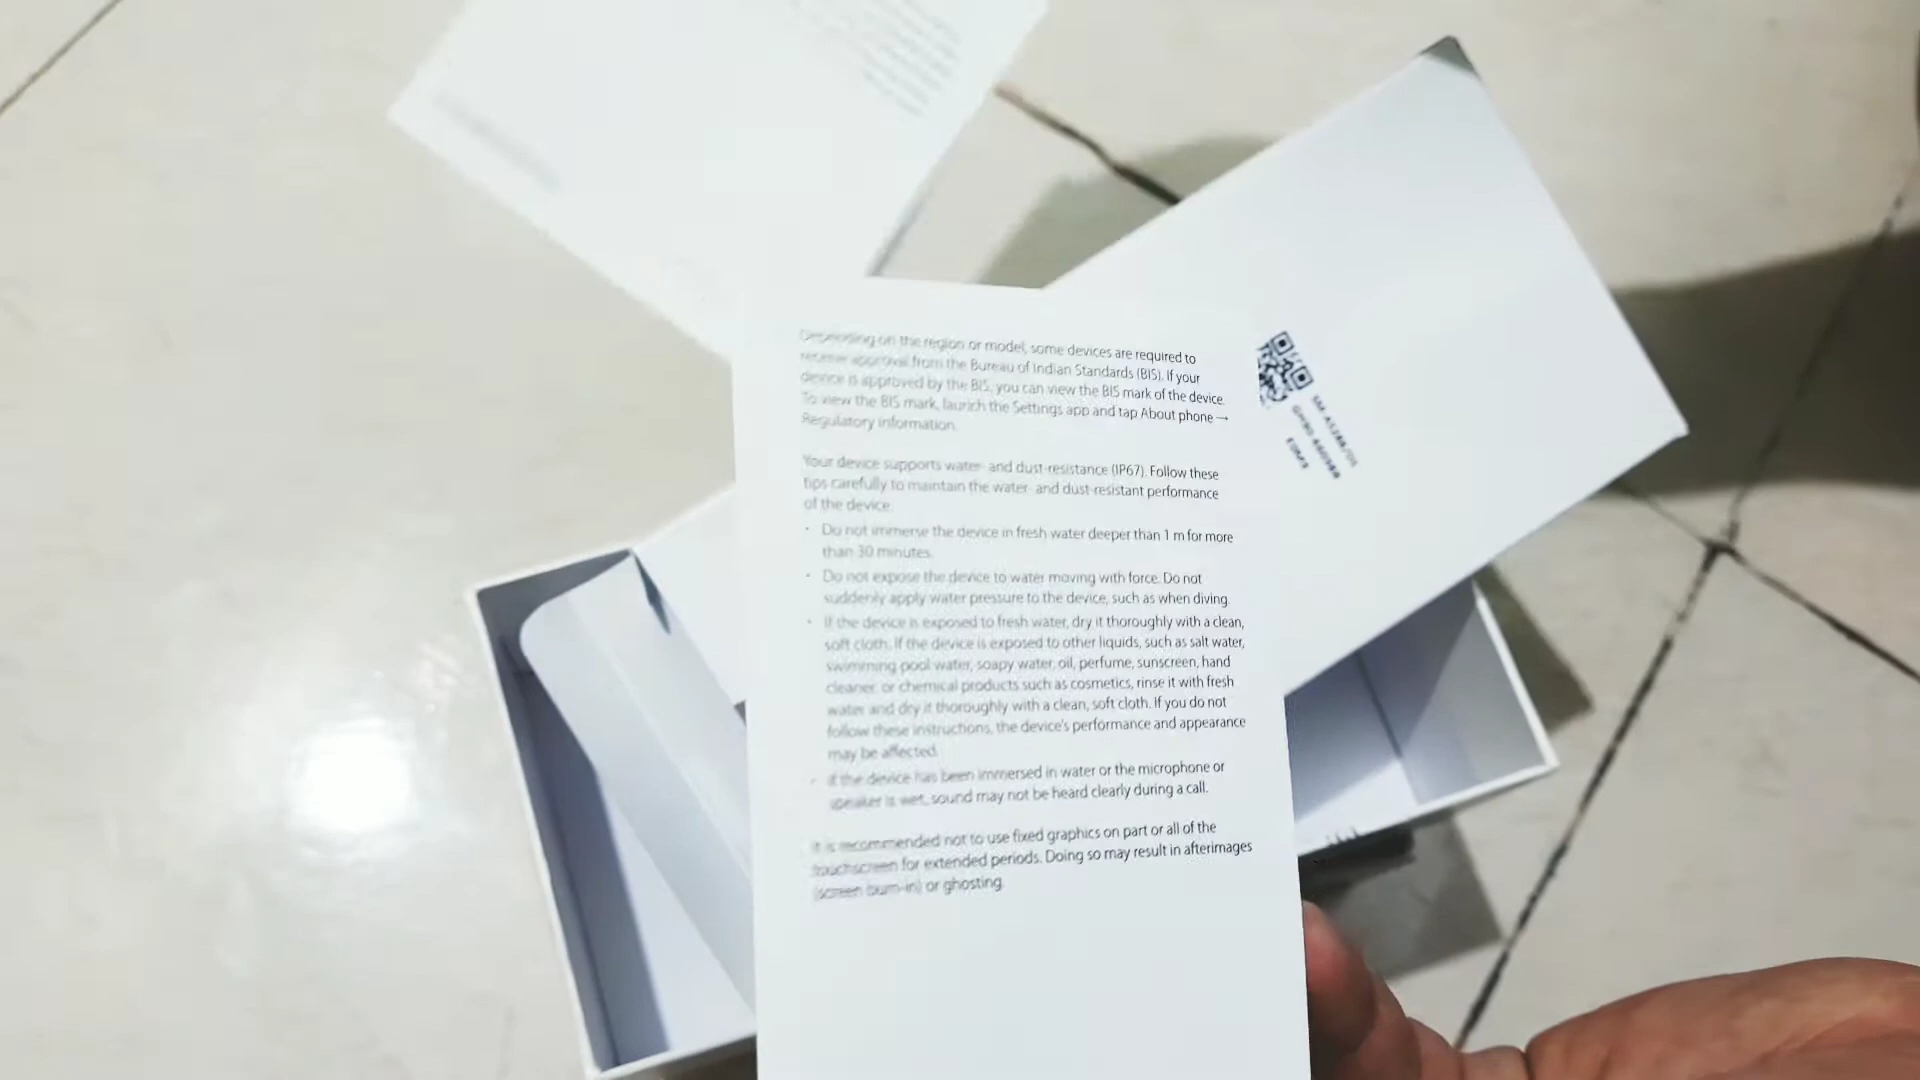 Depending on the region or model, some devices are required to
receive approval from the Bureau of Indian Standards (BIS). If your
device is approved by the BIS, you can view the BIS mark of the device.
To view the BIS mark, launch the Settings app and tap About phone →
Regulatory information.
Your device supports water- and dust-resistance (IP67). Follow these
tips carefully to maintain the water- and dust-resistant performance
of the device.
• Do not immerse the device in fresh water deeper than 1 m for more
than 30 minutes.
• Do not expose the device to water moving with force. Do not
suddenly apply water pressure to the device, such as when diving.
• If the device is exposed to fresh water, dry it thoroughly with a clean,
soft cloth. If the device is exposed to other liquids, such as salt water,
swimming pool water, soapy water, oil, perfume, sunscreen, hand
cleaner, or chemical products such as cosmetics, rinse it with fresh
water and dry it thoroughly with a clean, soft cloth. If you do not
follow these instructions, the device's performance and appearance
may be affected.
• If the device has been immersed in water or the microphone or
speaker is wet, sound may not be heard clearly during a call.
It is recommended not to use fixed graphics on part or all of the
touchscreen for extended periods. Doing so may result in afterimages
(screen burn-in) or ghosting.